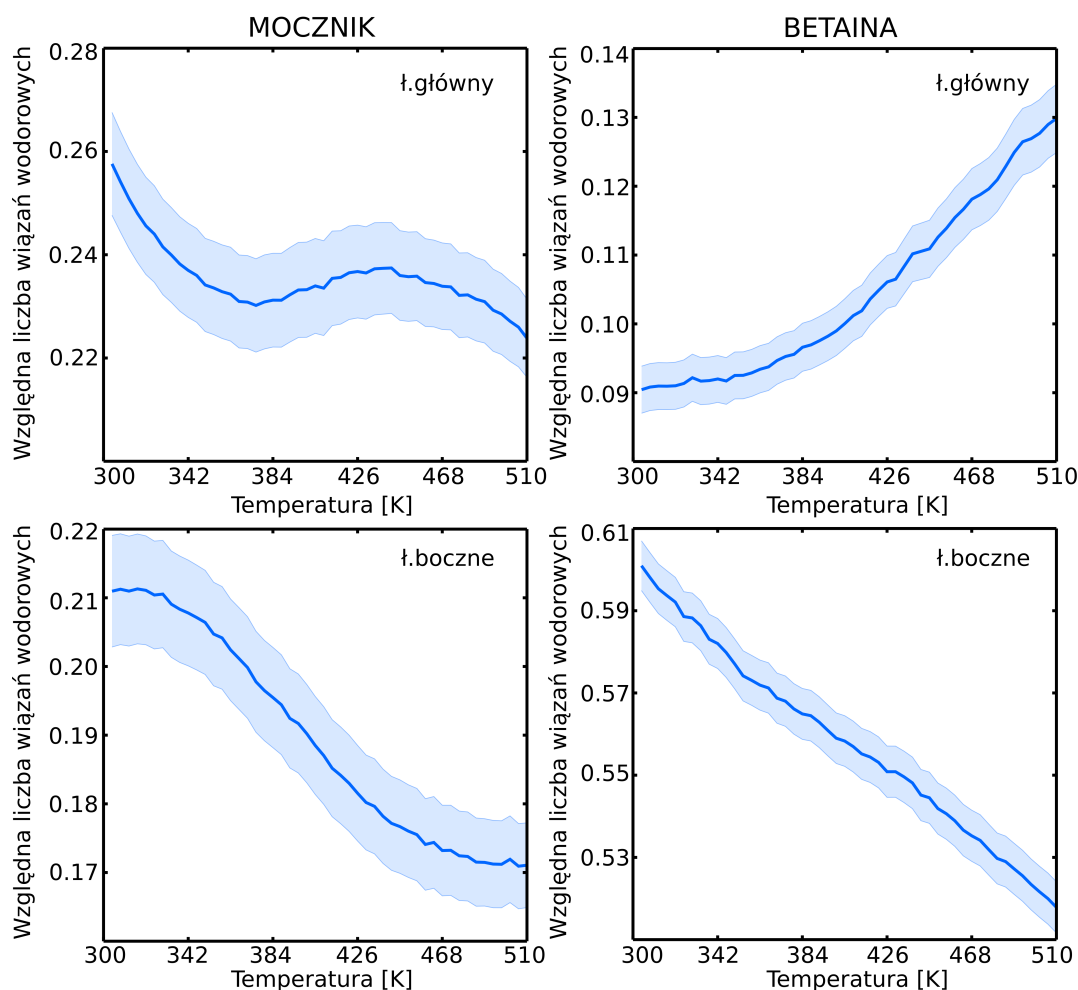 MOCZNIK
BETAINA
Względna liczba wiązań wodorowych
0.28
0.26
0.24
0.22
ł.główny
300 342 384 426 468 510
Temperatura [K]
Względna liczba wiązań wodorowych
0.14
0.13
0.12
0.11
0.10
0.09
ł.główny
300 342 384 426 468 510
Temperatura [K]
Względna liczba wiązań wodorowych
0.22
0.21
0.20
0.19
0.18
0.17
ł.boczne
300 342 384 426 468 510
Temperatura [K]
Względna liczba wiązań wodorowych
0.61
0.59
0.57
0.55
0.53
ł.boczne
300 342 384 426 468 510
Temperatura [K]